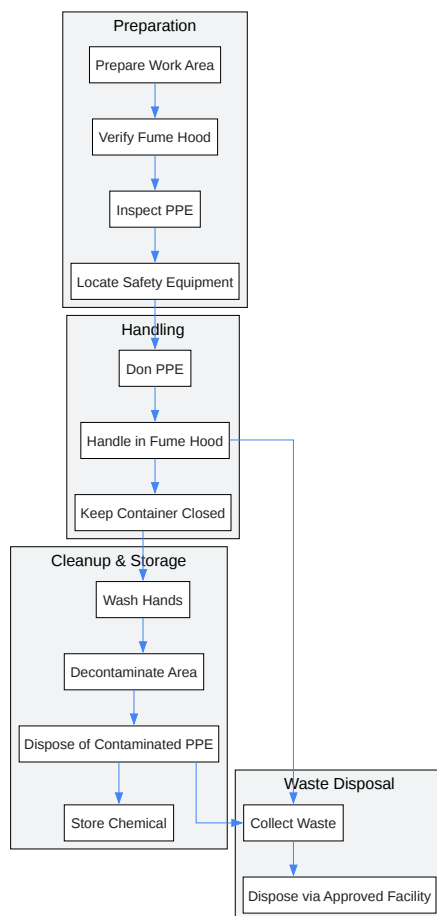 Preparation
Prepare Work Area
Verify Fume Hood
Inspect PPE
Locate Safety Equipment
Handling
Don PPE
Handle in Fume Hood
Keep Container Closed
Cleanup & Storage
Wash Hands
Decontaminate Area
Dispose of Contaminated PPE
Store Chemical
Waste Disposal
Collect Waste
Dispose via Approved Facility